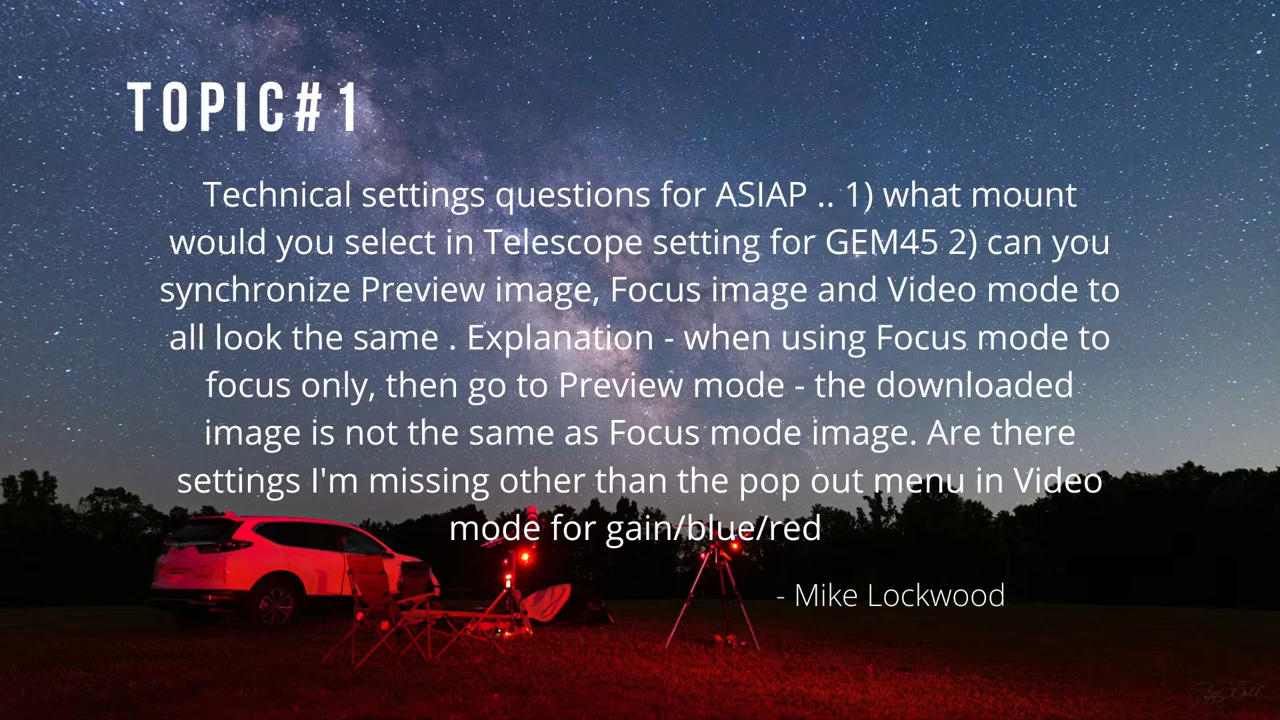 TOPIC#1
Technical settings questions for ASIAP .. 1) what mount
would you select in Telescope setting for GEM45 2) can you
synchronize Preview image, Focus image and Video mode to
all look the same . Explanation - when using Focus mode to
focus only, then go to Preview mode - the downloaded
image is not the same as Focus mode image. Are there
settings I'm missing other than the pop out menu in Video
mode for gain/blue/red
- Mike Lockwood